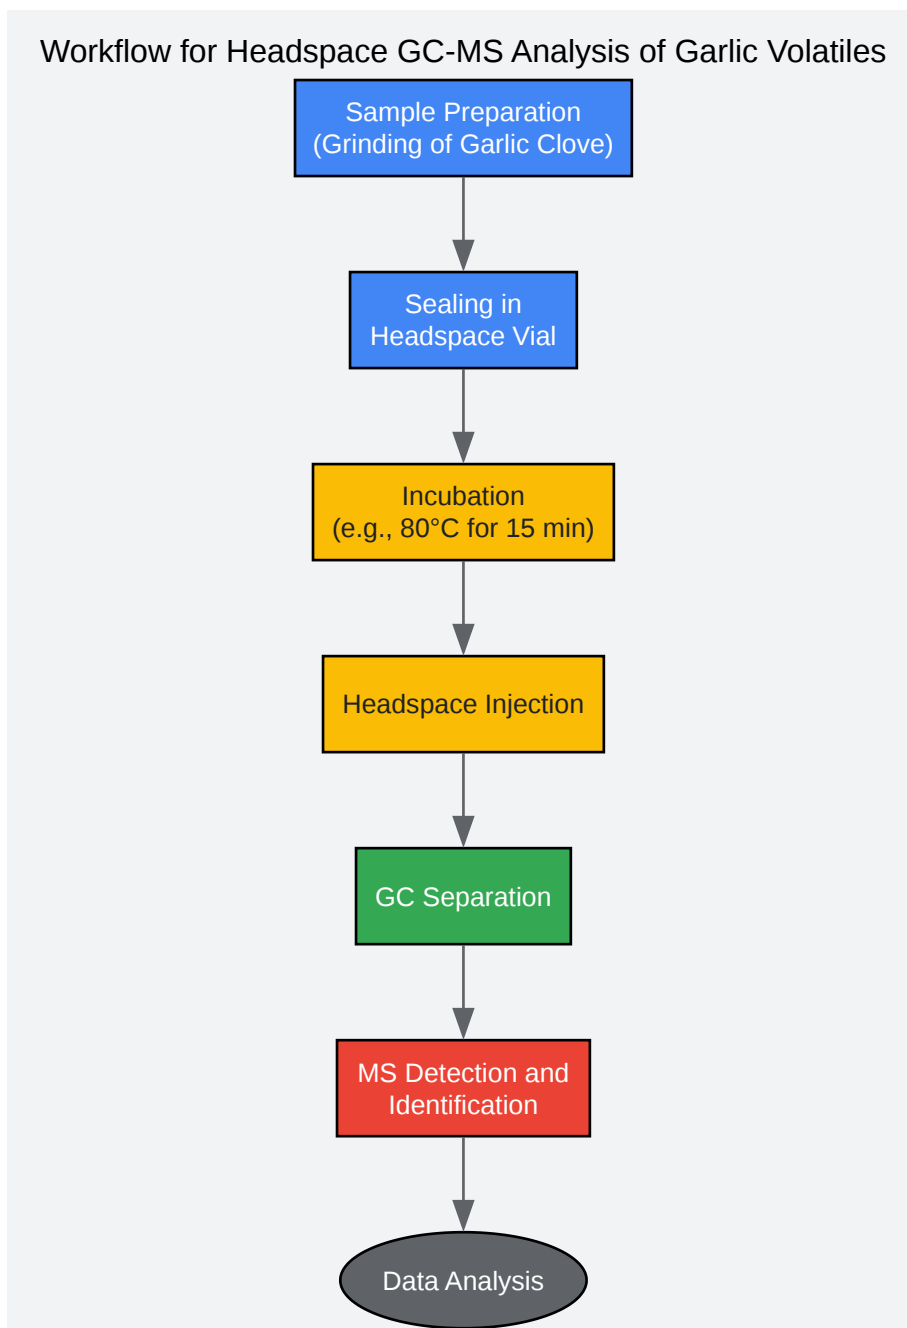 Workflow for Headspace GC-MS Analysis of Garlic Volatiles
Sample Preparation
(Grinding of Garlic Clove)
Sealing in
Headspace Vial
Incubation
(e.g., 80°C for 15 min)
Headspace Injection
GC Separation
MS Detection and
Identification
Data Analysis